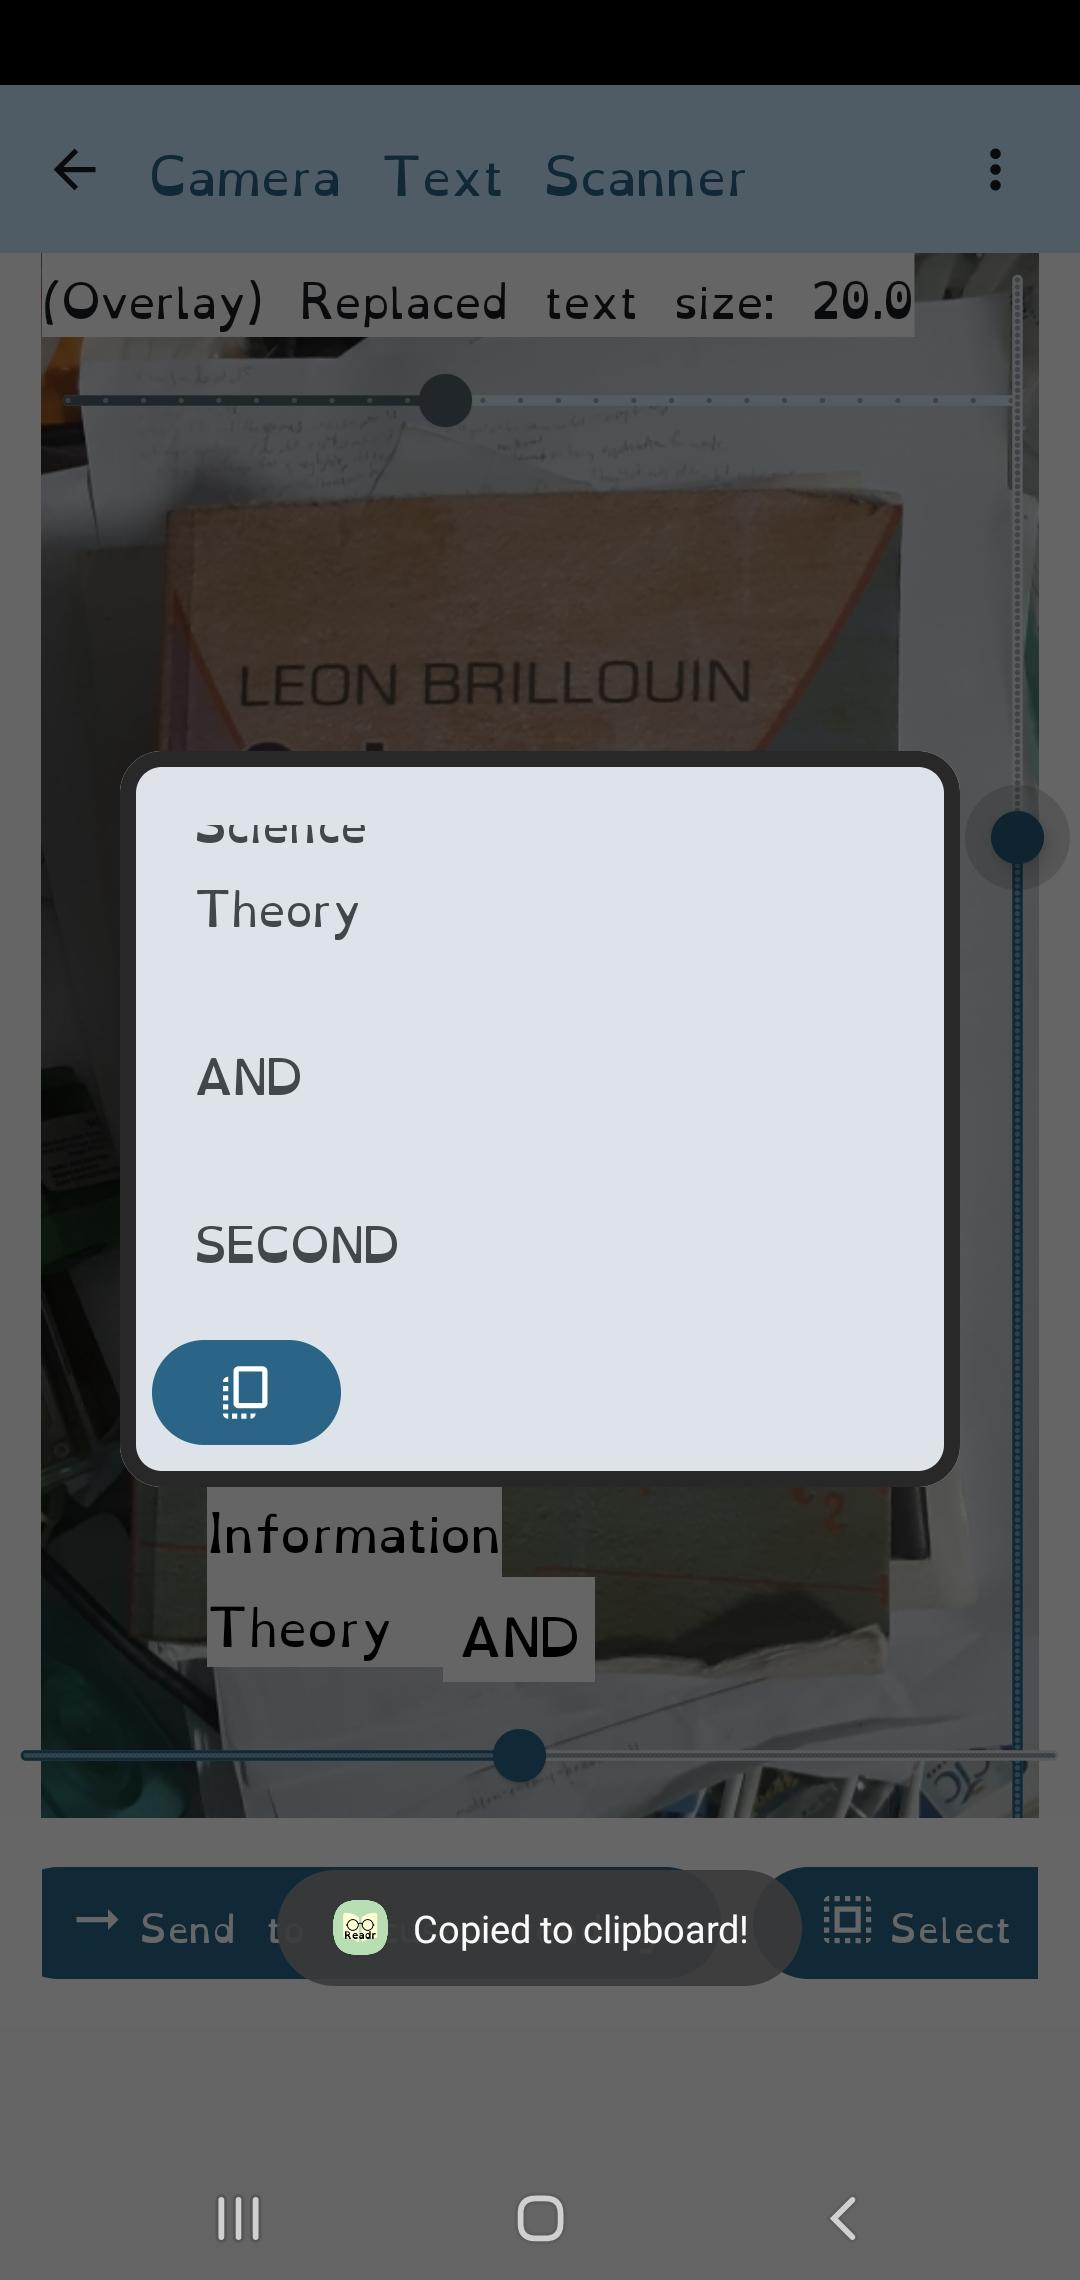 Camera Text Scanner
(Overlay) Replaced text size: 20.0
LEON BRILLOUIN
Science
Theory
AND
SECOND
Information
Theory AND
Send to
Readr
Copied to clipboard!
Select